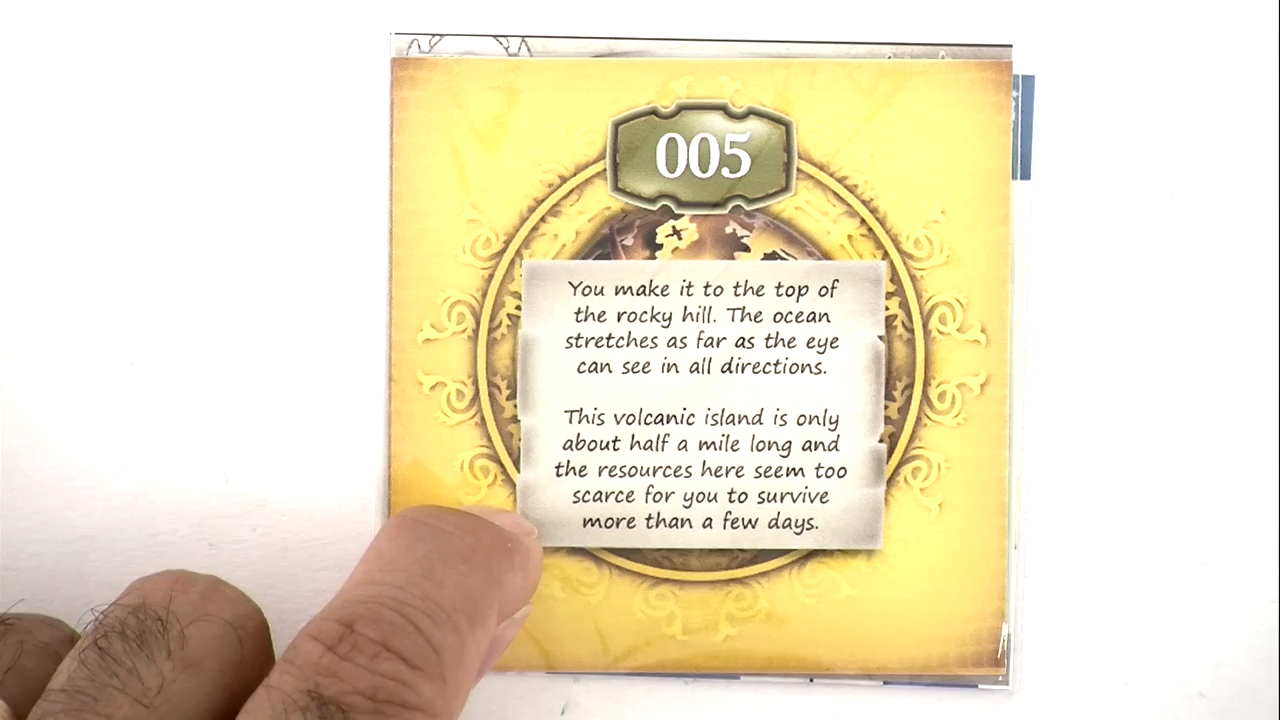 005
You make it to the top of
the rocky hill. The ocean
stretches as far as the eye
can see in all directions.
This volcanic island is only
about half a mile long and
the resources here seem too
scarce for you to survive
more than a few days.